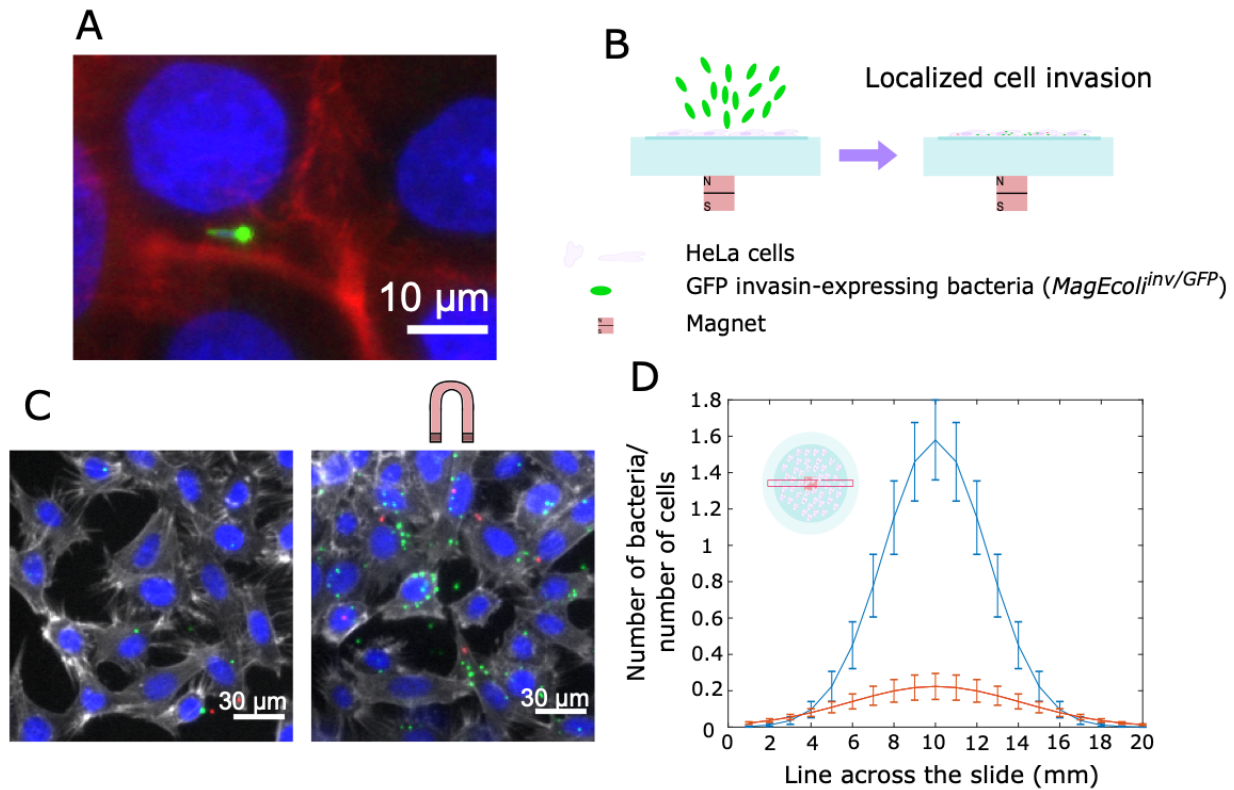 A
10 µm
B
Localized cell invasion
N
S
N
S
HeLa cells
GFP invasin-expressing bacteria (MagEcoli^inv/GFP)
N
S
Magnet
C
30 µm
30 µm
D
Number of bacteria/
number of cells
1.8
1.6
1.4
1.2
1
0.8
0.6
0.4
0.2
0
0 2 4 6 8 10 12 14 16 18 20
Line across the slide (mm)